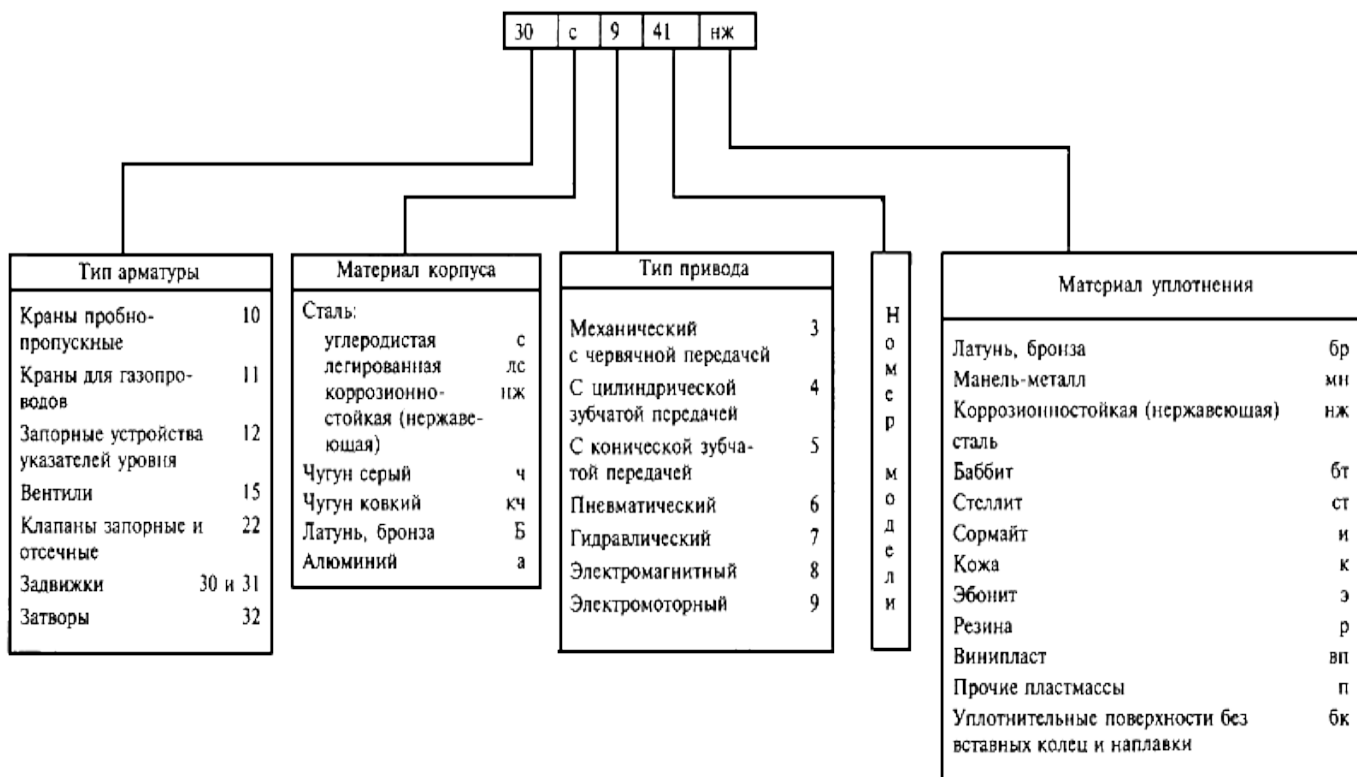 30 с 9 41 нж
Тип арматуры
Краны пробно- 10
пропускные
Краны для газопро- 11
водов
Запорные устройства 12
указателей уровня
Вентили 15
Клапаны запорные и 22
отсечные
Задвижки 30 и 31
Затворы 32
Материал корпуса
Сталь:
углеродистая с
легированная лс
коррозионно- нж
стойкая (нержаве-
ющая)
Чугун серый ч
Чугун ковкий кч
Латунь, бронза Б
Алюминий а
Тип привода
Механический 3
с червячной передачей
С цилиндрической 4
зубчатой передачей
С конической зубча- 5
той передачей
Пневматический 6
Гидравлический 7
Электромагнитный 8
Электромоторный 9
Номер модели
Материал уплотнения
Латунь, бронза бр
Манель-металл мн
Коррозионностойкая (нержавеющая) нж
сталь
Баббит бт
Стеллит ст
Сормайт и
Кожа к
Эбонит э
Резина р
Винипласт вп
Прочие пластмассы п
Уплотнительные поверхности без бк
вставных колец и наплавки